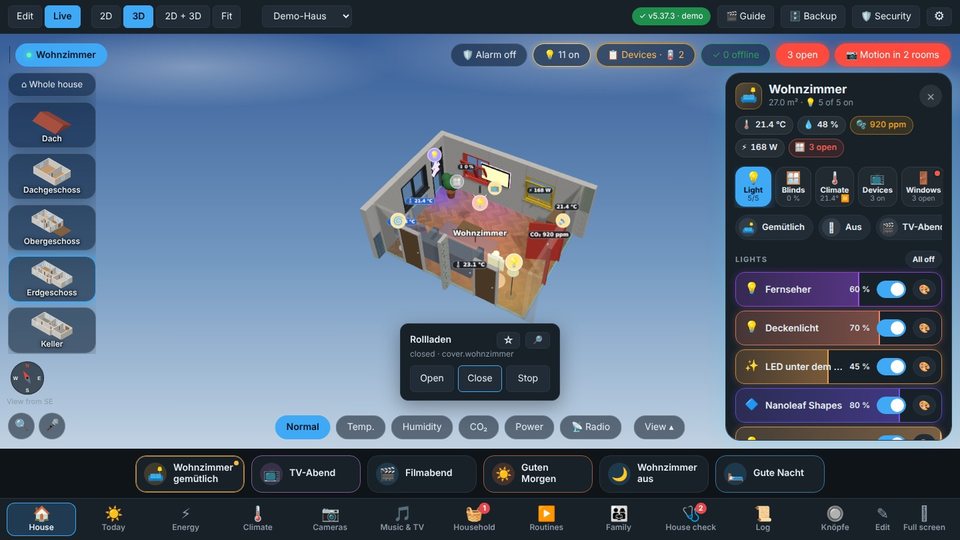 Edit Live 2D 3D 2D + 3D Fit Demo-Haus ✓ v5.37.3 · demo Guide Backup Security
Wohnzimmer Alarm off 11 on Devices · 2 ✓ 0 offline 3 open Motion in 2 rooms
Whole house
Dach
Dachgeschoss
Obergeschoss
Erdgeschoss
Keller
N
W E
S
View from SE
0 %
168 W
21.4 °C
21.4 °C
Wohnzimmer
CO₂ 920 ppm
23.1 °C
Rollladen
closed · cover.wohnzimmer
Open Close Stop
Normal Temp. Humidity CO₂ Power Radio View ▴
Wohnzimmer
27.0 m² · 5 of 5 on
21.4 °C 48 % 920 ppm
168 W 3 open
Light Blinds Climate Devices Windows
5/5 0 % 21.4° 3 on 3 open
Gemütlich Aus TV-Abend
LIGHTS All off
Fernseher 60 %
Deckenlicht 70 %
LED unter dem ... 45 %
Nanoleaf Shapes 80 %
Wohnzimmer gemütlich
TV-Abend
Filmabend
Guten Morgen
Wohnzimmer aus
Gute Nacht
House Today Energy Climate Cameras Music & TV Household 1 Routines Family House check 2 Log Knöpfe Edit Full screen